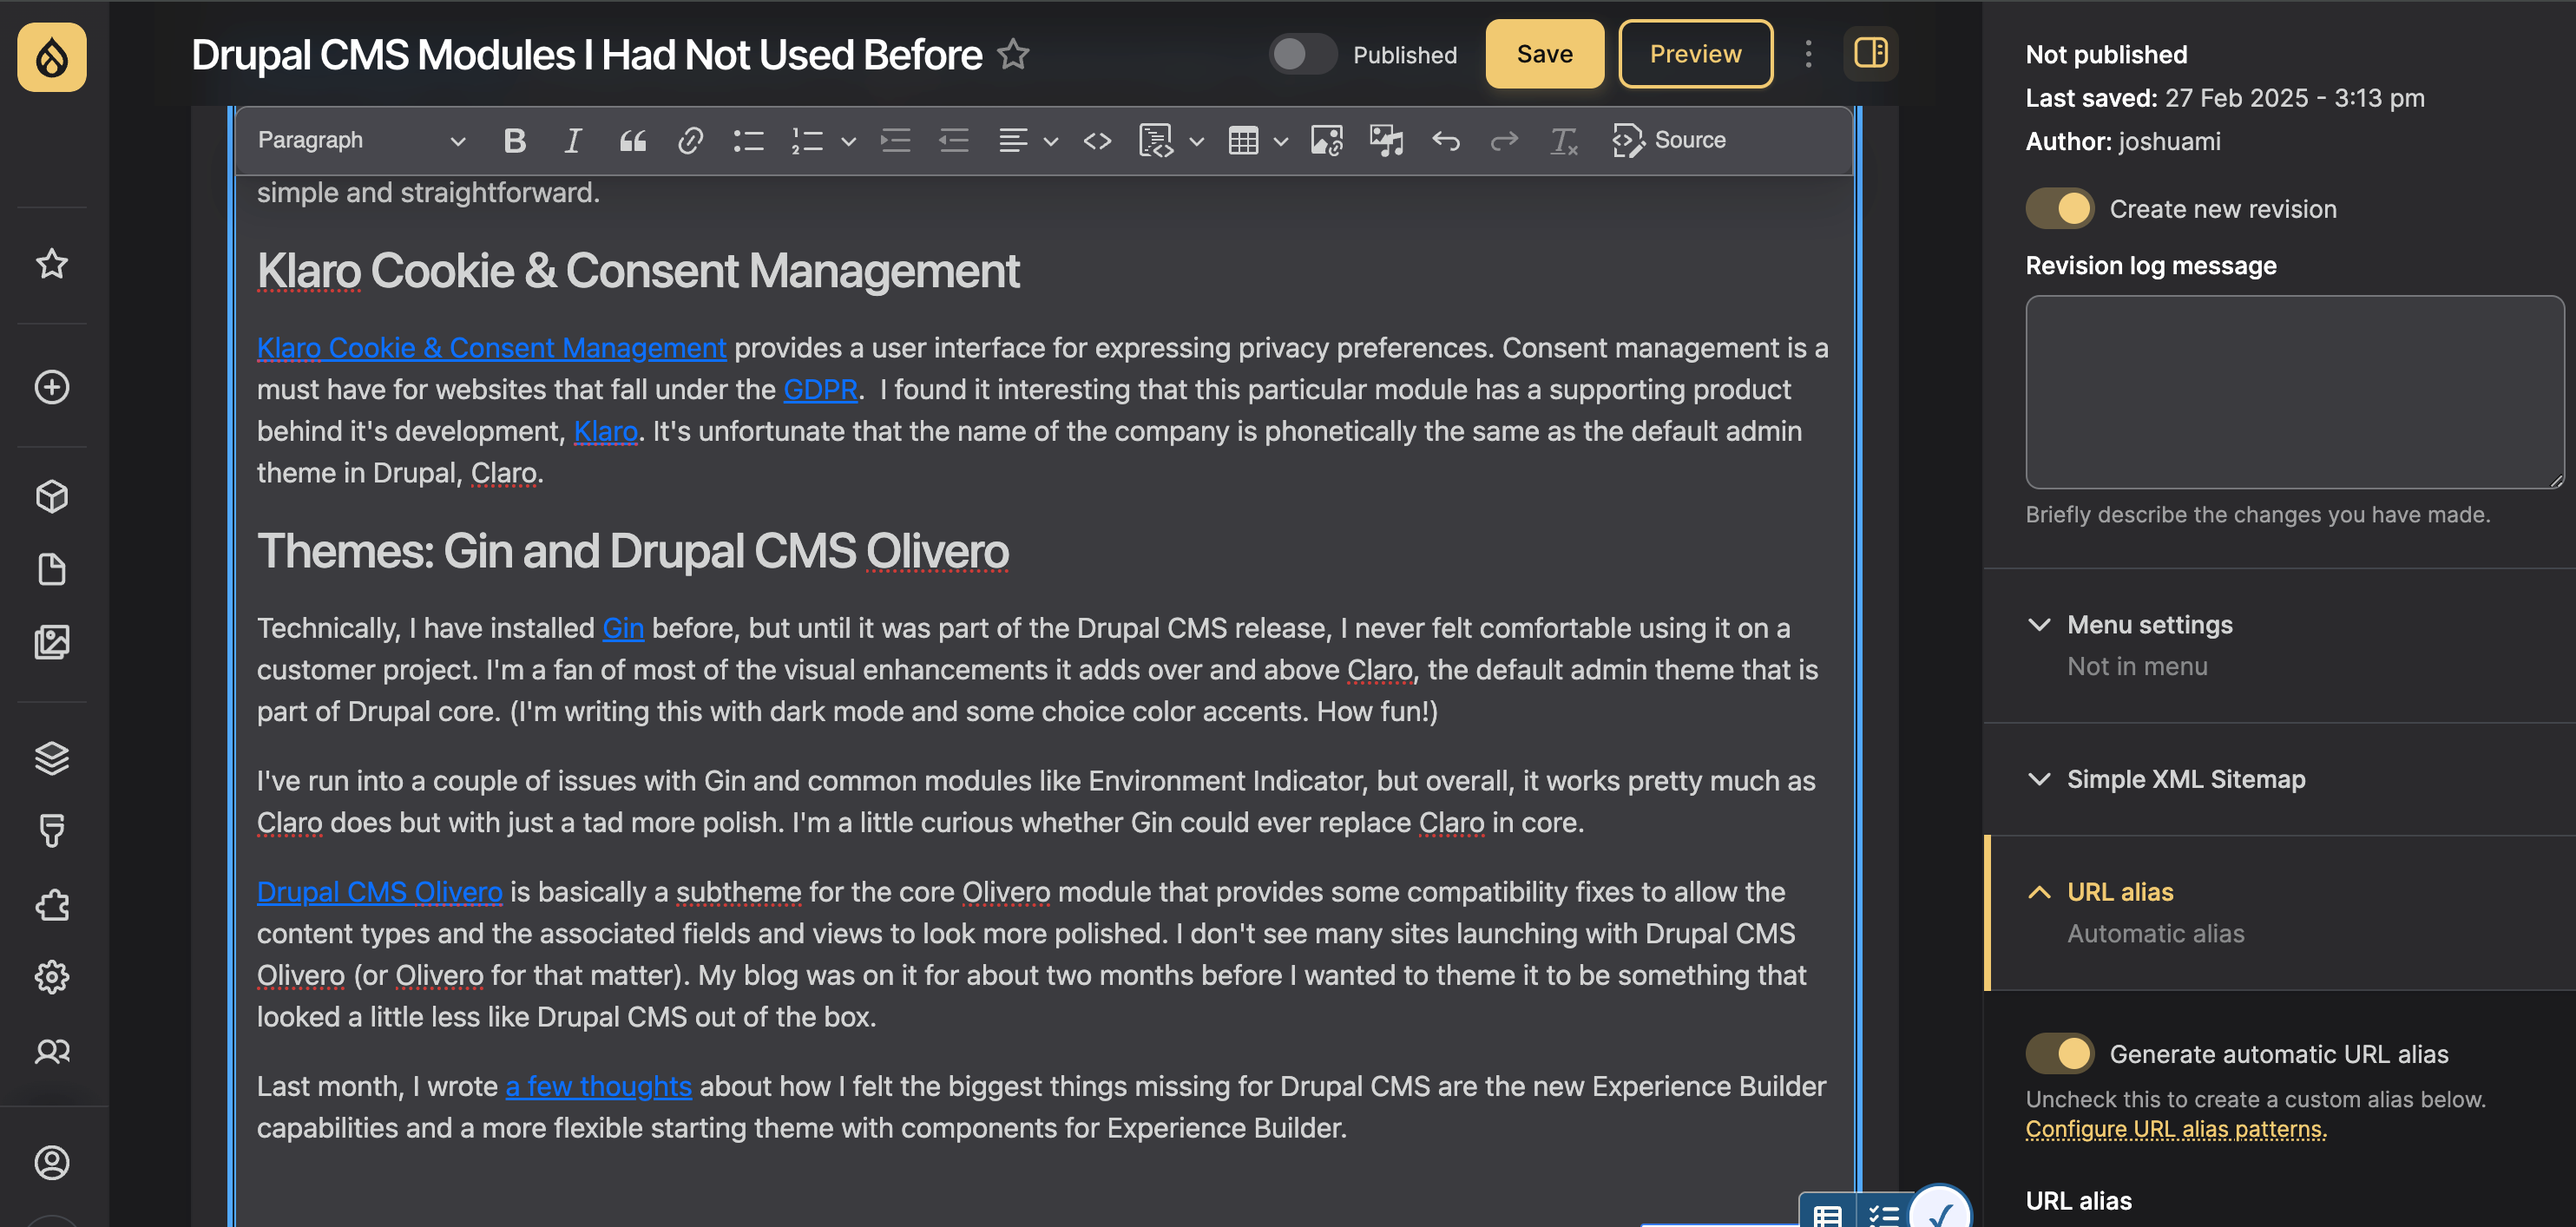 Drupal CMS Modules I Had Not Used Before
Published
Save
Preview
Paragraph
Source
simple and straightforward.
Klaro Cookie & Consent Management
Klaro Cookie & Consent Management provides a user interface for expressing privacy preferences. Consent management is a
must have for websites that fall under the GDPR.  I found it interesting that this particular module has a supporting product
behind it's development, Klaro. It's unfortunate that the name of the company is phonetically the same as the default admin
theme in Drupal, Claro.
Themes: Gin and Drupal CMS Olivero
Technically, I have installed Gin before, but until it was part of the Drupal CMS release, I never felt comfortable using it on a
customer project. I'm a fan of most of the visual enhancements it adds over and above Claro, the default admin theme that is
part of Drupal core. (I'm writing this with dark mode and some choice color accents. How fun!)
I've run into a couple of issues with Gin and common modules like Environment Indicator, but overall, it works pretty much as
Claro does but with just a tad more polish. I'm a little curious whether Gin could ever replace Claro in core.
Drupal CMS Olivero is basically a subtheme for the core Olivero module that provides some compatibility fixes to allow the
content types and the associated fields and views to look more polished. I don't see many sites launching with Drupal CMS
Olivero (or Olivero for that matter). My blog was on it for about two months before I wanted to theme it to be something that
looked a little less like Drupal CMS out of the box.
Last month, I wrote a few thoughts about how I felt the biggest things missing for Drupal CMS are the new Experience Builder
capabilities and a more flexible starting theme with components for Experience Builder.
Not published
Last saved: 27 Feb 2025 - 3:13 pm
Author: joshuami
Create new revision
Revision log message
Briefly describe the changes you have made.
Menu settings
Not in menu
Simple XML Sitemap
URL alias
Automatic alias
Generate automatic URL alias
Uncheck this to create a custom alias below.
Configure URL alias patterns.
URL alias